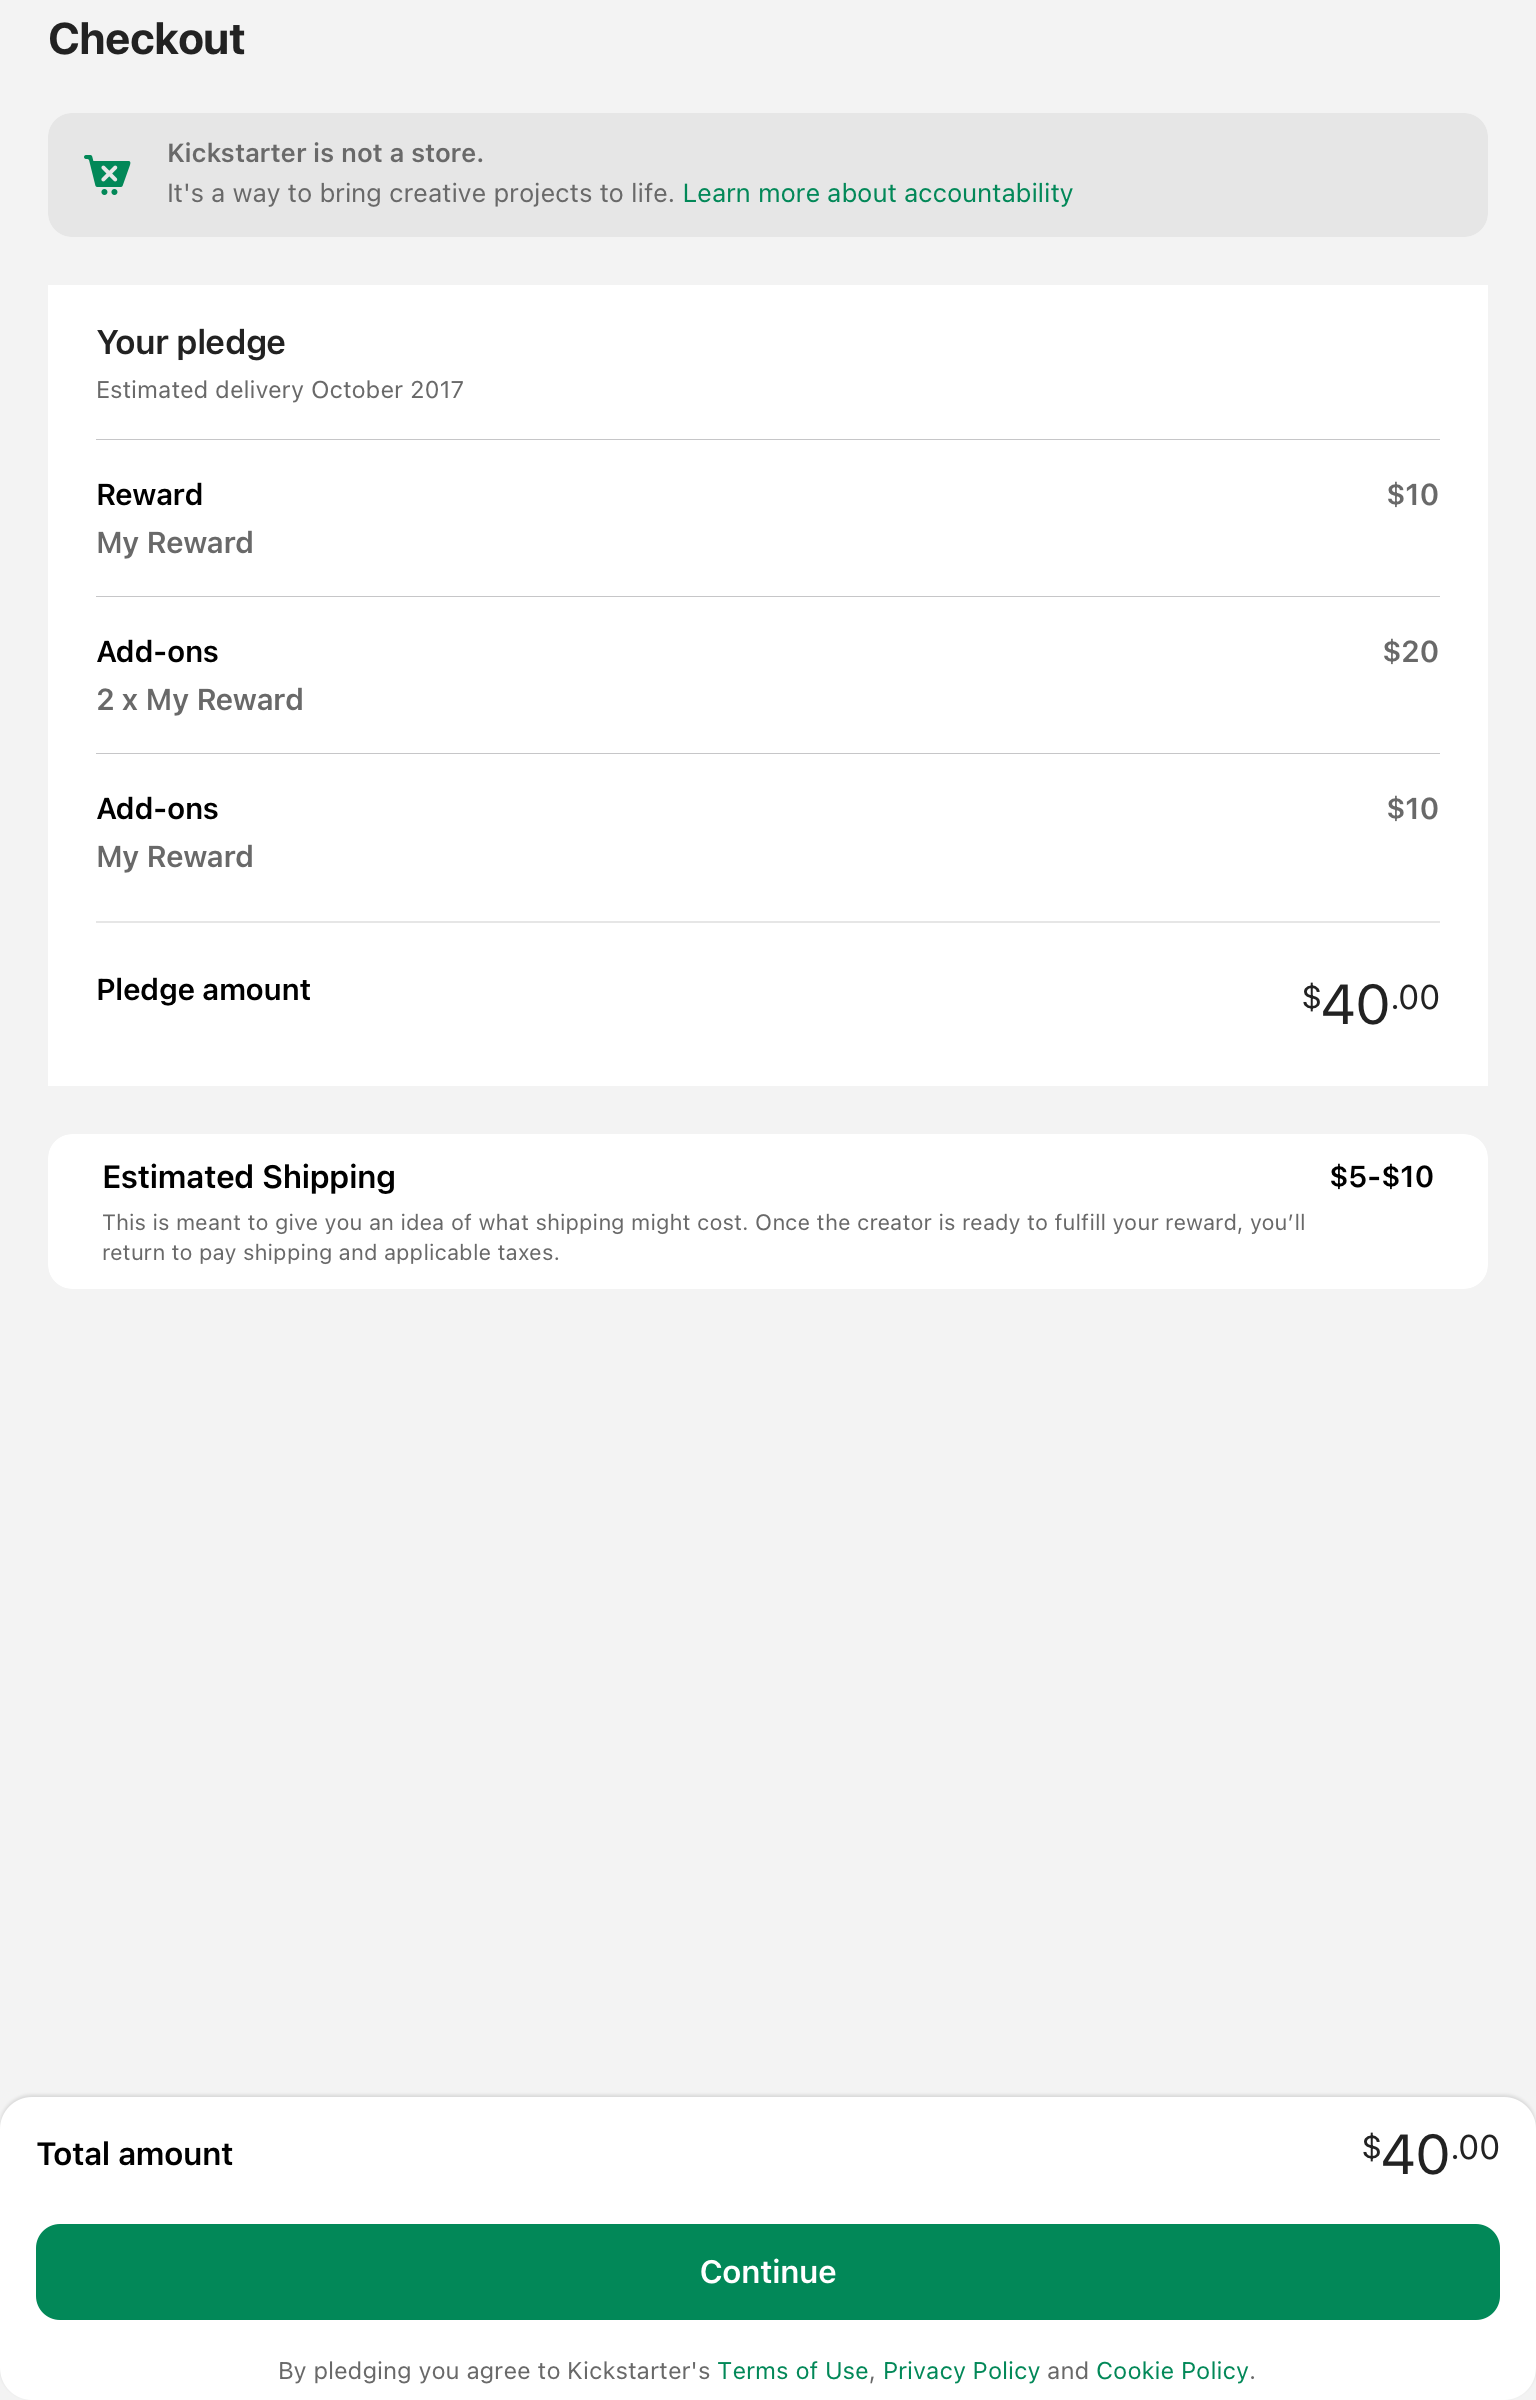 Checkout
Kickstarter is not a store.
It's a way to bring creative projects to life. Learn more about accountability
Your pledge
Estimated delivery October 2017
Reward $10
My Reward
Add-ons $20
2 x My Reward
Add-ons $10
My Reward
Pledge amount $40.00
Estimated Shipping $5-$10
This is meant to give you an idea of what shipping might cost. Once the creator is ready to fulfill your reward, you’ll
return to pay shipping and applicable taxes.
Total amount $40.00
Continue
By pledging you agree to Kickstarter's Terms of Use, Privacy Policy and Cookie Policy.